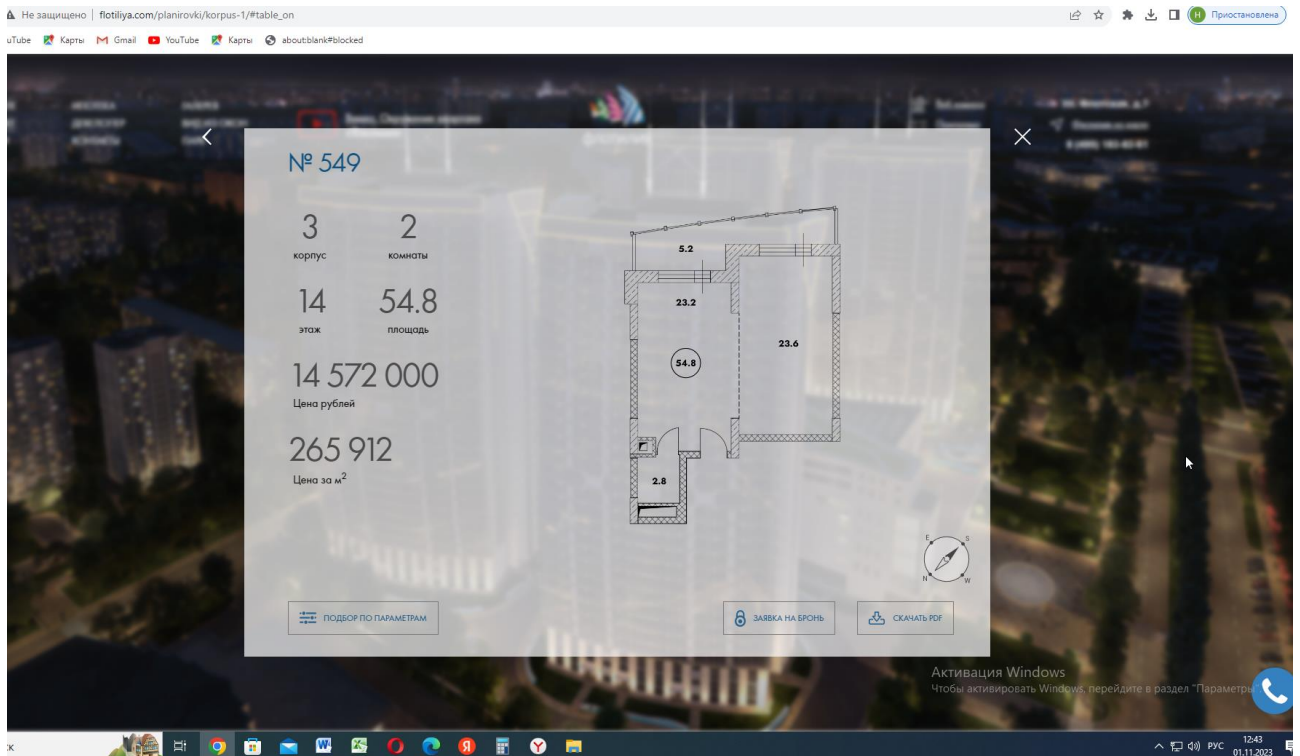 Не защищено | flotiliya.com/planirovki/korpus-1/#table_on
Н Приостановлена
uTube Карты Gmail YouTube Карты about:blank#blocked
№ 549
3 2
корпус комнаты
14 54.8
этаж площадь
14 572 000
Цена рублей
265 912
Цена за м²
5.2
23.2
23.6
54.8
2.8
E S
N W
ПОДБОР ПО ПАРАМЕТРАМ
ЗАЯВКА НА БРОНЬ
СКАЧАТЬ PDF
Активация Windows
Чтобы активировать Windows, перейдите в раздел "Параметры"
РУС
12:43
01.11.2023